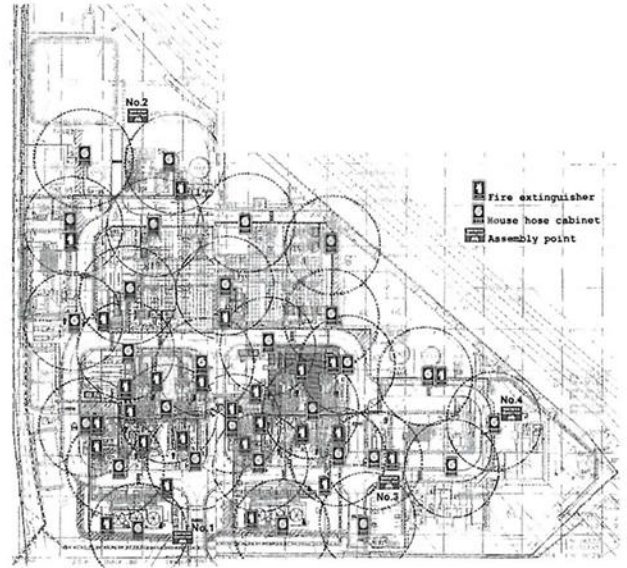 No.2
Fire extinguisher
House hose cabinet
Assembly point
No.4
No.3
No.1